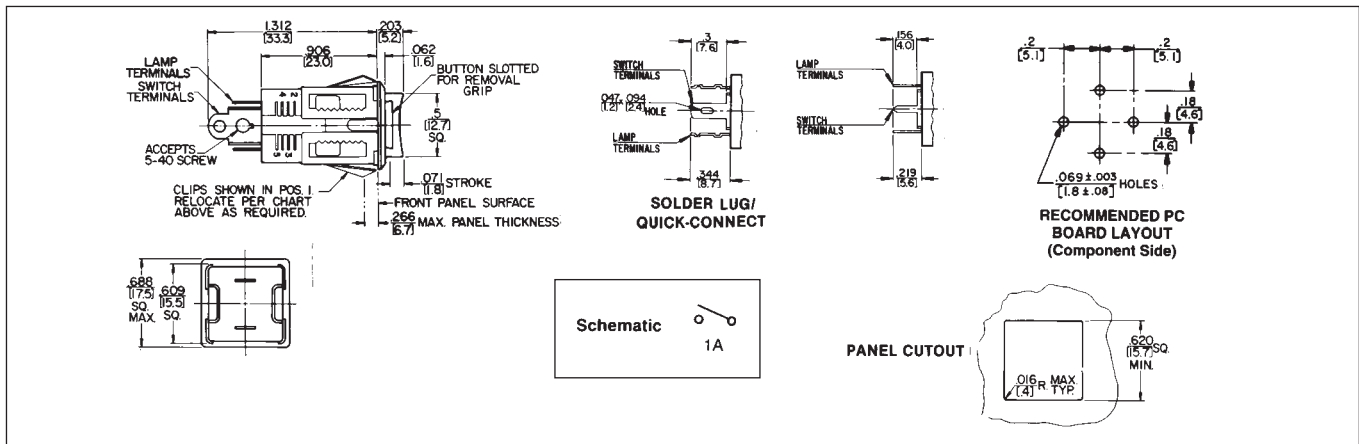 1.312
[33.3]
.203
[5.2]
.906
[23.0]
.062
[1.6]
LAMP
TERMINALS
SWITCH
TERMINALS
BUTTON SLOTTED
FOR REMOVAL
GRIP
.5
[12.7]
SQ.
ACCEPTS
5-40 SCREW
CLIPS SHOWN IN POS. 1.
RELOCATE PER CHART
ABOVE AS REQUIRED.
.071
[1.8]
STROKE
FRONT PANEL SURFACE
.266
[6.7]
MAX. PANEL THICKNESS
.3
[7.6]
SWITCH
TERMINALS
.047 x .094
[1.2] [2.4]
HOLE
LAMP
TERMINALS
.344
[8.7]
SOLDER LUG/
QUICK-CONNECT
.156
[4.0]
LAMP
TERMINALS
SWITCH
TERMINALS
.219
[5.6]
.2
[5.1]
.2
[5.1]
.18
[4.6]
.18
[4.6]
.069 ± .003
[1.8 ± .08]
HOLES
RECOMMENDED PC
BOARD LAYOUT
(Component Side)
.688
[17.5]
SQ.
MAX.
.609
[15.5]
SQ.
Schematic
1A
PANEL CUTOUT
.620
[15.7]
SQ.
MIN.
.016
[.4]
R. MAX.
TYP.